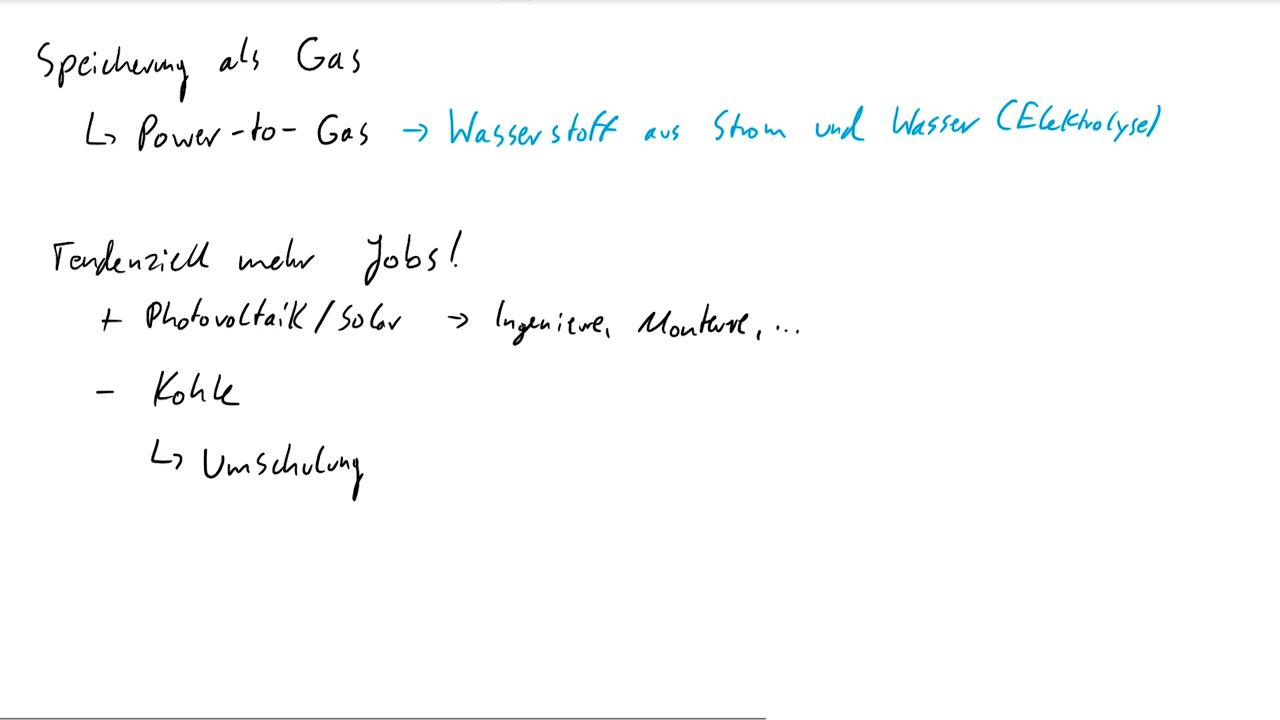 Speicherung als Gas
↳ Power-to-Gas → Wasserstoff aus Strom und Wasser (Elektrolyse)
Tendenziell mehr Jobs!
+ Photovoltaik/Solar → Ingenieure, Monteure, ...
- Kohle
↳ Umschulung